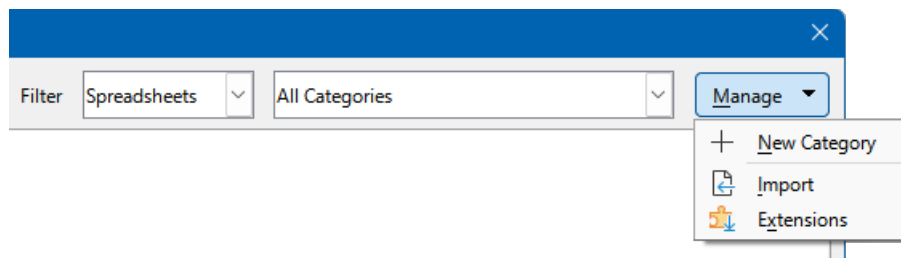 Filter Spreadsheets All Categories Manage
New Category
Import
Extensions